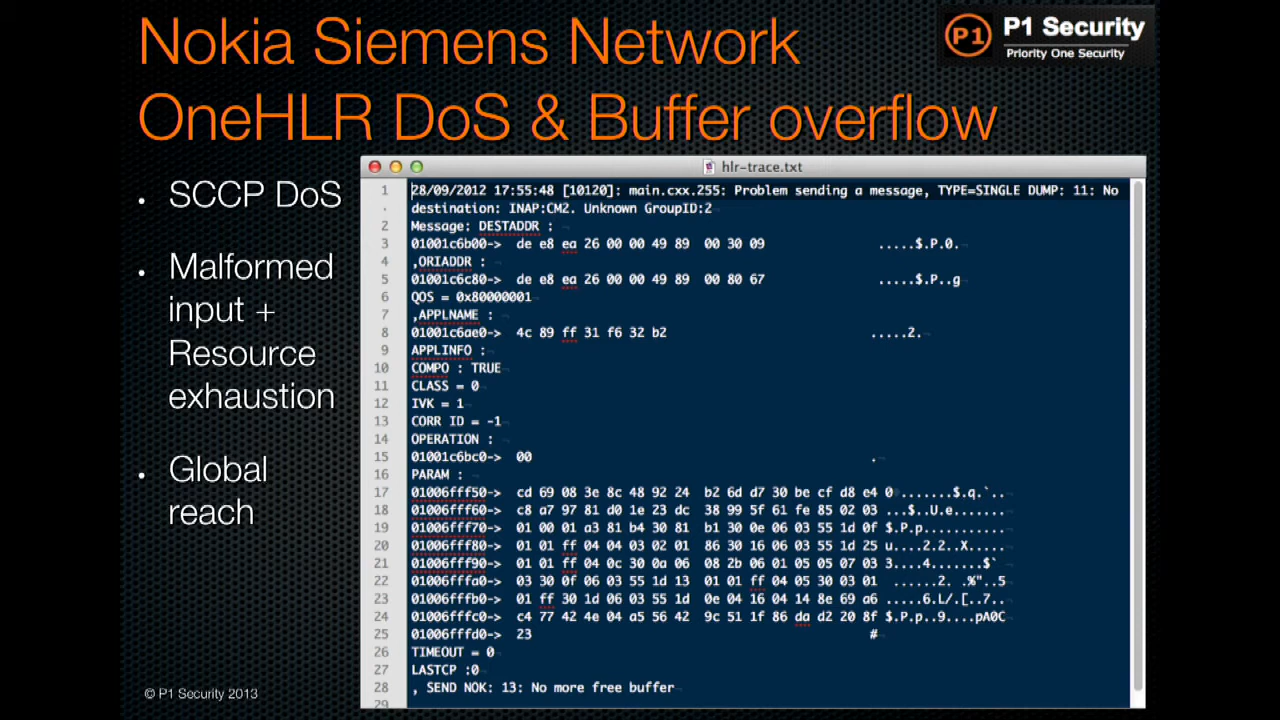 Nokia Siemens Network
OneHLR DoS & Buffer overflow
P1
P1 Security
Priority One Security
• SCCP DoS
• Malformed
input +
Resource
exhaustion
• Global
reach
hlr-trace.txt
1 28/09/2012 17:55:48 [10120]: main.cxx.255: Problem sending a message, TYPE=SINGLE DUMP: 11: No
· destination: INAP:CM2. Unknown GroupID:2¬
2 Message: DESTADDR :¬
3 01001c6b00-> de e8 ea 26 00 00 49 89 00 30 09 .....$.P.0.¬
4 ,ORIADDR :¬
5 01001c6c80-> de e8 ea 26 00 00 49 89 00 80 67 .....$.P..g¬
6 QOS = 0x80000001¬
7 ,APPLNAME :¬
8 01001c6ae0-> 4c 89 ff 31 f6 32 b2 .....2.¬
9 APPLINFO :¬
10 COMPO : TRUE¬
11 CLASS = 0¬
12 IVK = 1¬
13 CORR ID = -1¬
14 OPERATION :¬
15 01001c6bc0-> 00 .¬
16 PARAM :¬
17 01006fff50-> cd 69 08 3e 8c 48 92 24 b2 6d d7 30 be cf d8 e4 0.......$.q.`..¬
18 01006fff60-> c8 a7 97 81 d0 1e 23 dc 38 99 5f 61 fe 85 02 03 ...$..U.e.......¬
19 01006fff70-> 01 00 01 a3 81 b4 30 81 b1 30 0e 06 03 55 1d 0f $.P.p...........¬
20 01006fff80-> 01 01 ff 04 04 03 02 01 86 30 16 06 03 55 1d 25 u....2.2..X.....¬
21 01006fff90-> 01 01 ff 04 0c 30 0a 06 08 2b 06 01 05 05 07 03 3....4.......$`¬
22 01006fffa0-> 03 30 0f 06 03 55 1d 13 01 01 ff 04 05 30 03 01 ......2. .%"..5¬
23 01006fffb0-> 01 ff 30 1d 06 03 55 1d 0e 04 16 04 14 8e 69 a6 .....6.L/.[..7..¬
24 01006fffc0-> c4 77 42 4e 04 a5 56 42 9c 51 1f 86 da d2 20 8f $.P.p..9....pA0C¬
25 01006fffd0-> 23 #¬
26 TIMEOUT = 0¬
27 LASTCP :0¬
28 , SEND NOK: 13: No more free buffer¬
29
© P1 Security 2013